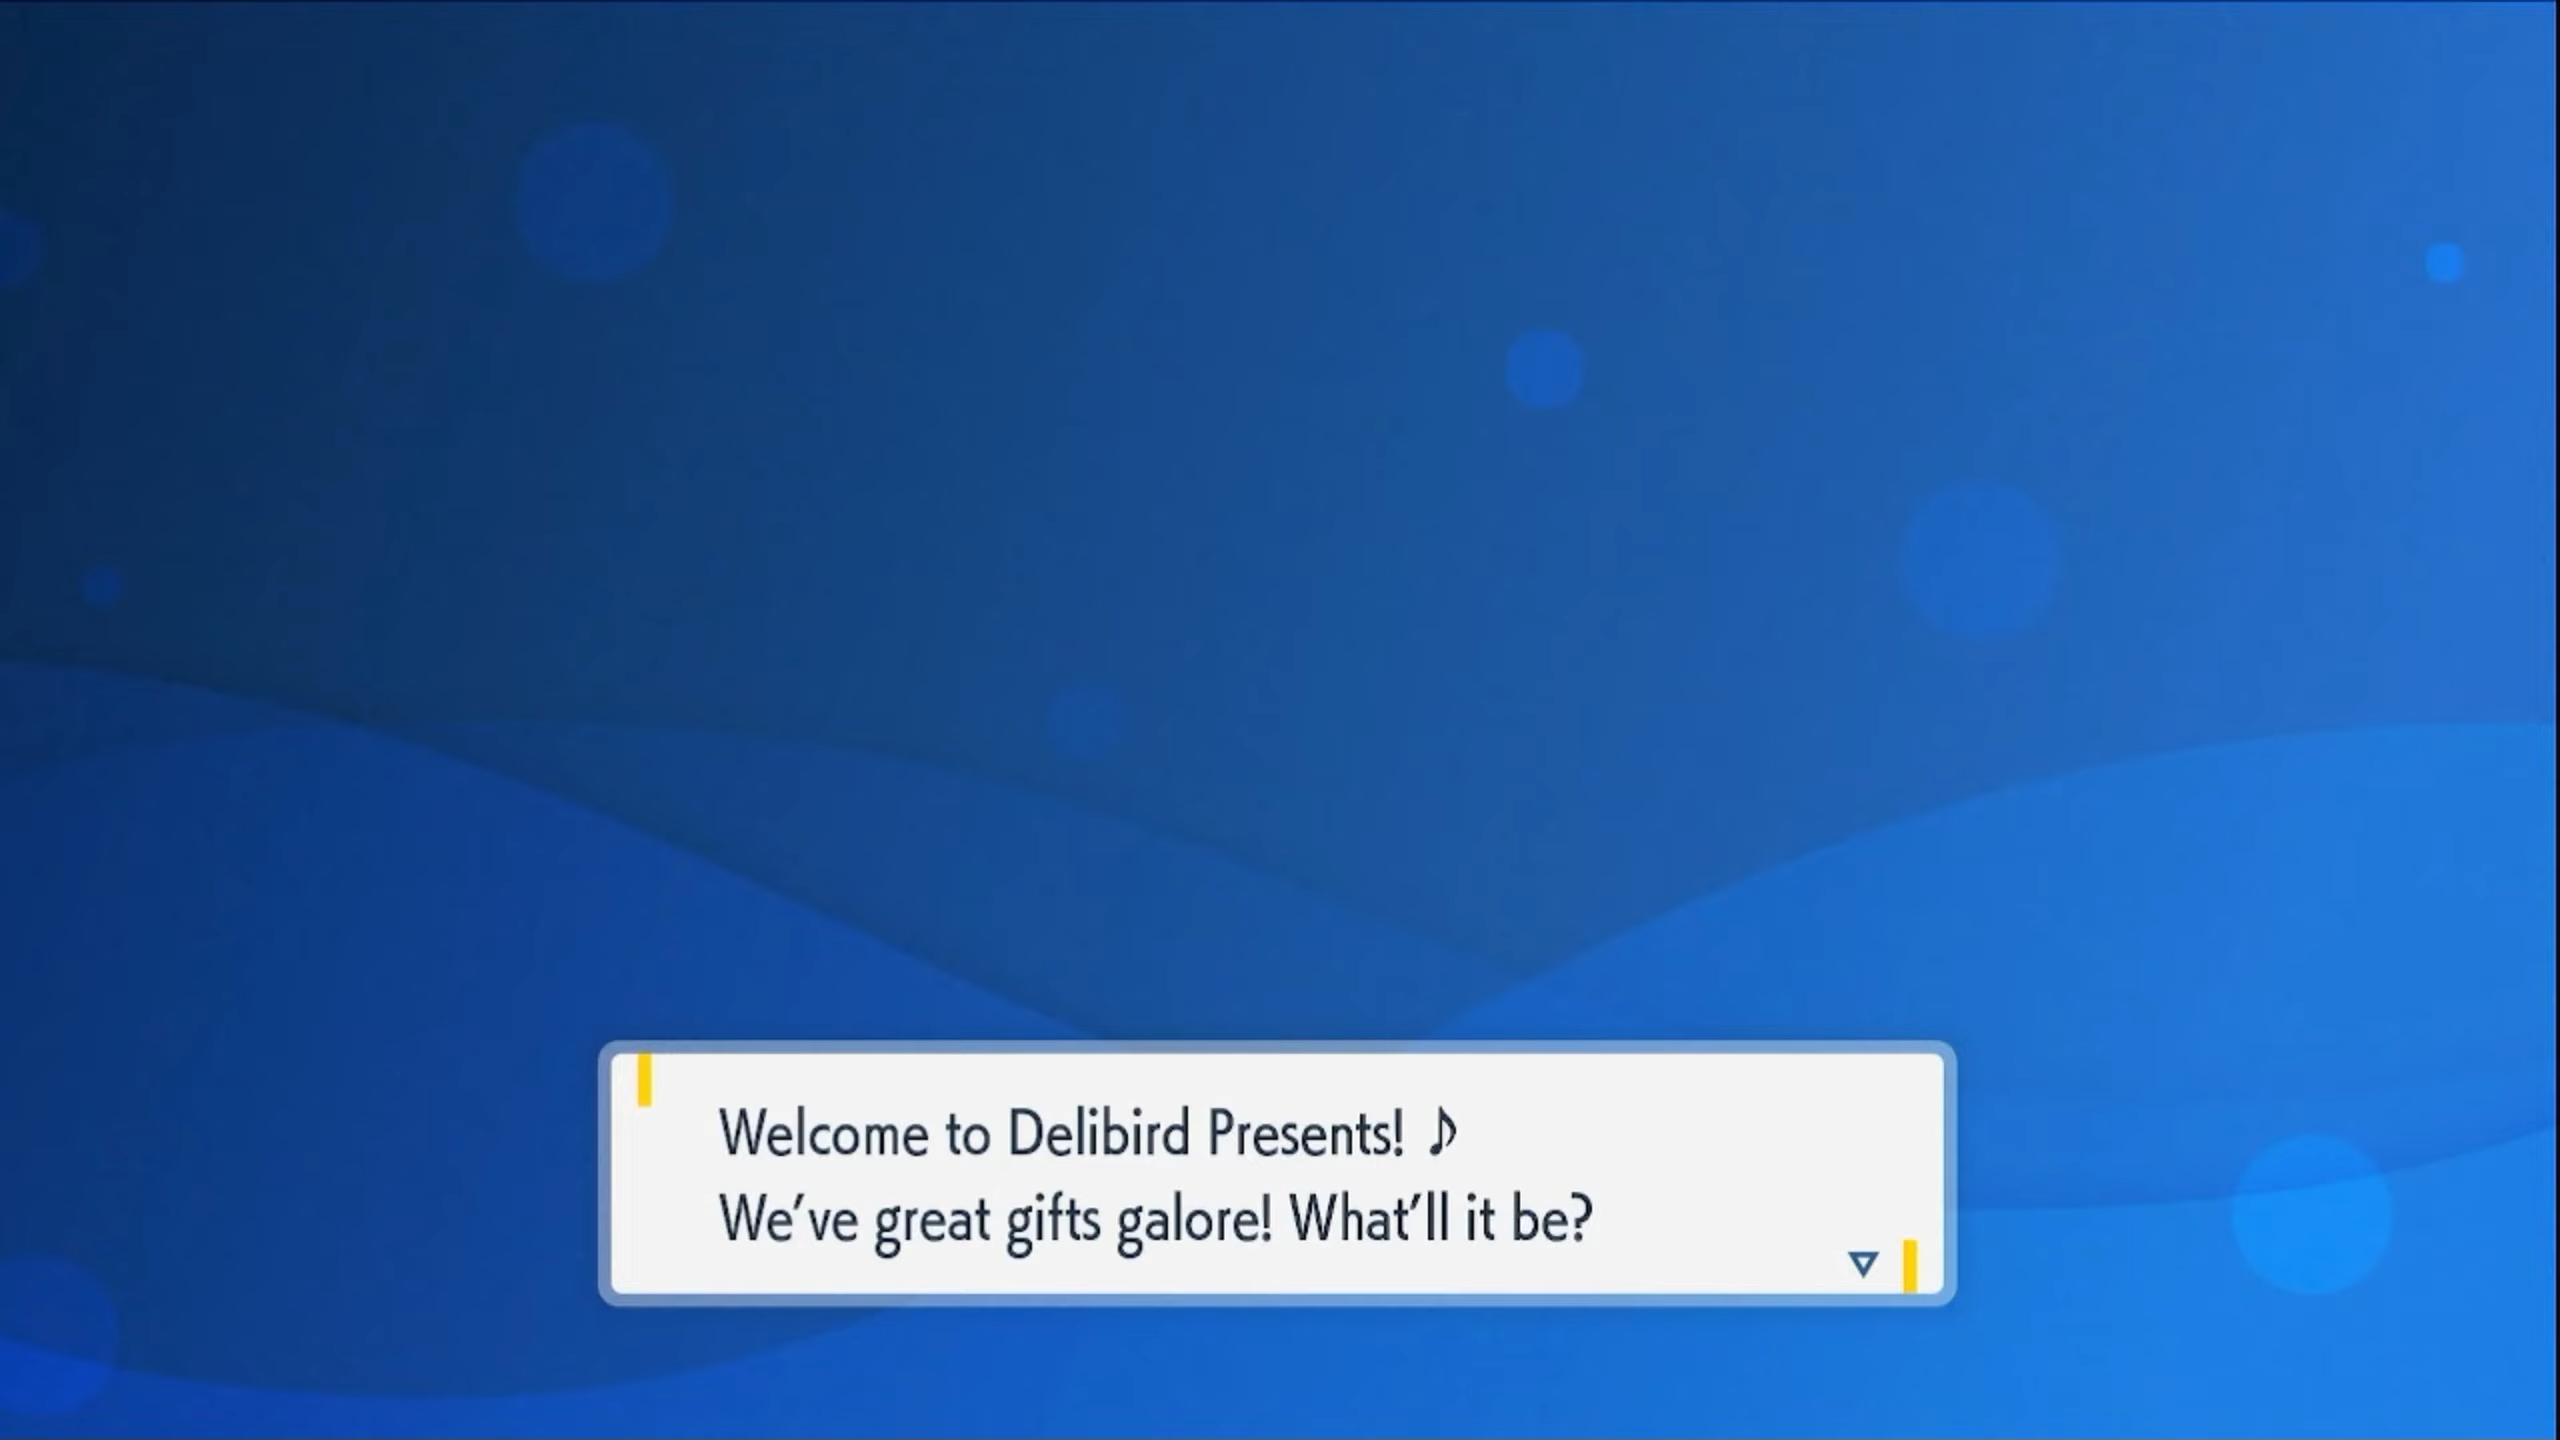 Welcome to Delibird Presents! ♪
We've great gifts galore! What'll it be?